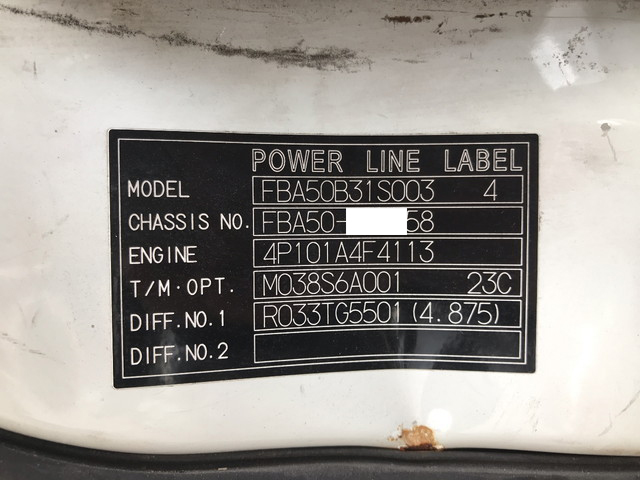 POWER LINE LABEL
MODEL FBA50B31S003 4
CHASSIS NO. FBA50- 58
ENGINE 4P101A4F4113
T/M·OPT. M038S6A001 23C
DIFF.NO.1 R033TG5501(4.875)
DIFF.NO.2